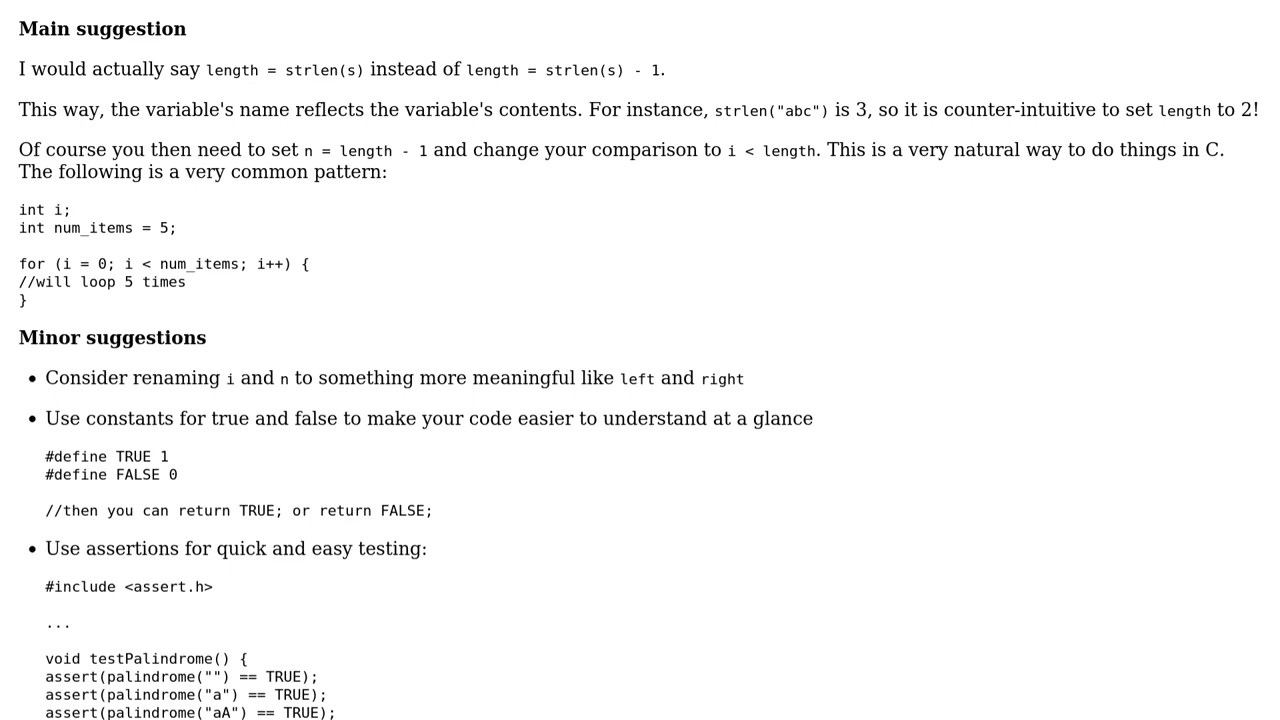 Main suggestion
I would actually say length = strlen(s) instead of length = strlen(s) - 1.
This way, the variable's name reflects the variable's contents. For instance, strlen("abc") is 3, so it is counter-intuitive to set length to 2!
Of course you then need to set n = length - 1 and change your comparison to i < length. This is a very natural way to do things in C.
The following is a very common pattern:
int i;
int num_items = 5;
for (i = 0; i < num_items; i++) {
//will loop 5 times
}
Minor suggestions
• Consider renaming i and n to something more meaningful like left and right
• Use constants for true and false to make your code easier to understand at a glance
#define TRUE 1
#define FALSE 0
//then you can return TRUE; or return FALSE;
• Use assertions for quick and easy testing:
#include <assert.h>
...
void testPalindrome() {
assert(palindrome("") == TRUE);
assert(palindrome("a") == TRUE);
assert(palindrome("aA") == TRUE);